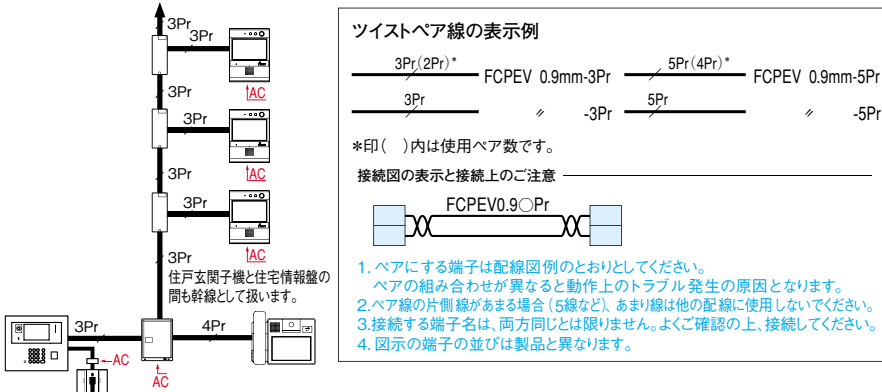 3Pr
3Pr
AC
3Pr
3Pr
AC
3Pr
3Pr
AC
3Pr
住戸玄関子機と住宅情報盤の
間も幹線として扱います。
3Pr
4Pr
AC
AC
ツイストペア線の表示例
3Pr(2Pr)* FCPEV 0.9mm-3Pr 5Pr(4Pr)* FCPEV 0.9mm-5Pr
3Pr 〃 -3Pr 5Pr 〃 -5Pr
*印( )内は使用ペア数です。
接続図の表示と接続上のご注意
FCPEV0.9○Pr
1. ペアにする端子は配線図例のとおりとしてください。
ペアの組み合わせが異なると動作上のトラブル発生の原因となります。
2.ペア線の片側線があまる場合(5線など)、あまり線は他の配線に使用しないでください。
3.接続する端子名は、両方同じとは限りません。よくご確認の上、接続してください。
4. 図示の端子の並びは製品と異なります。